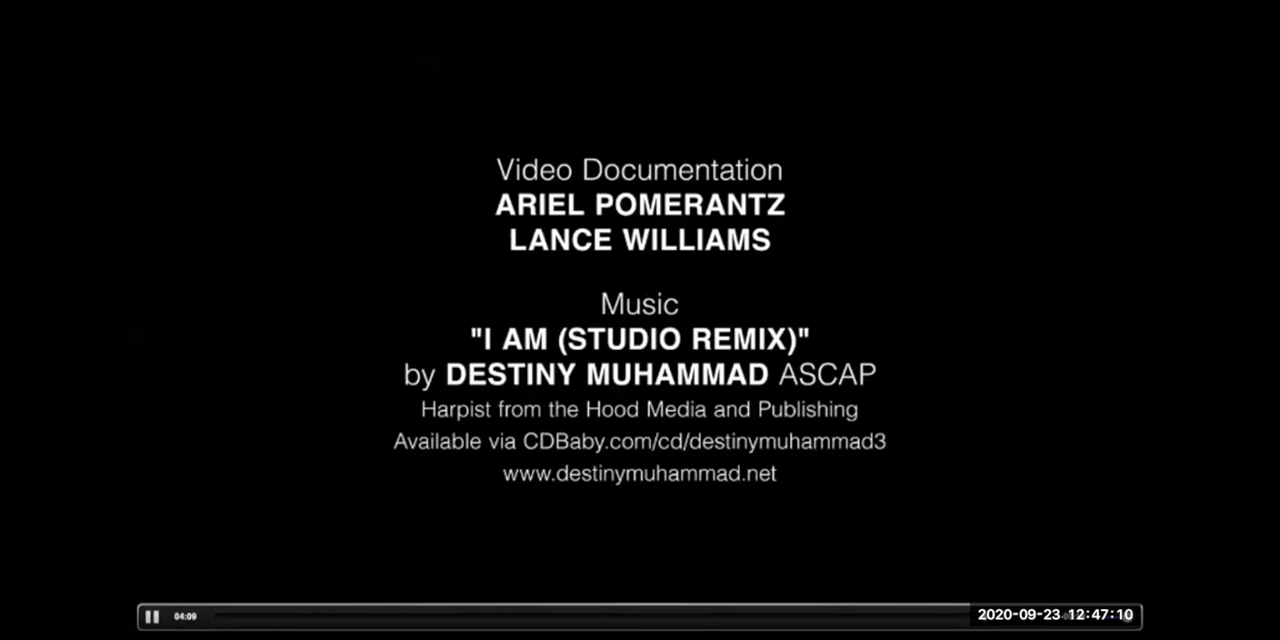 Video Documentation
ARIEL POMERANTZ
LANCE WILLIAMS
Music
"I AM (STUDIO REMIX)"
by DESTINY MUHAMMAD ASCAP
Harpist from the Hood Media and Publishing
Available via CDBaby.com/cd/destinymuhammad3
www.destinymuhammad.net
04:09
2020-09-23 12:47:10